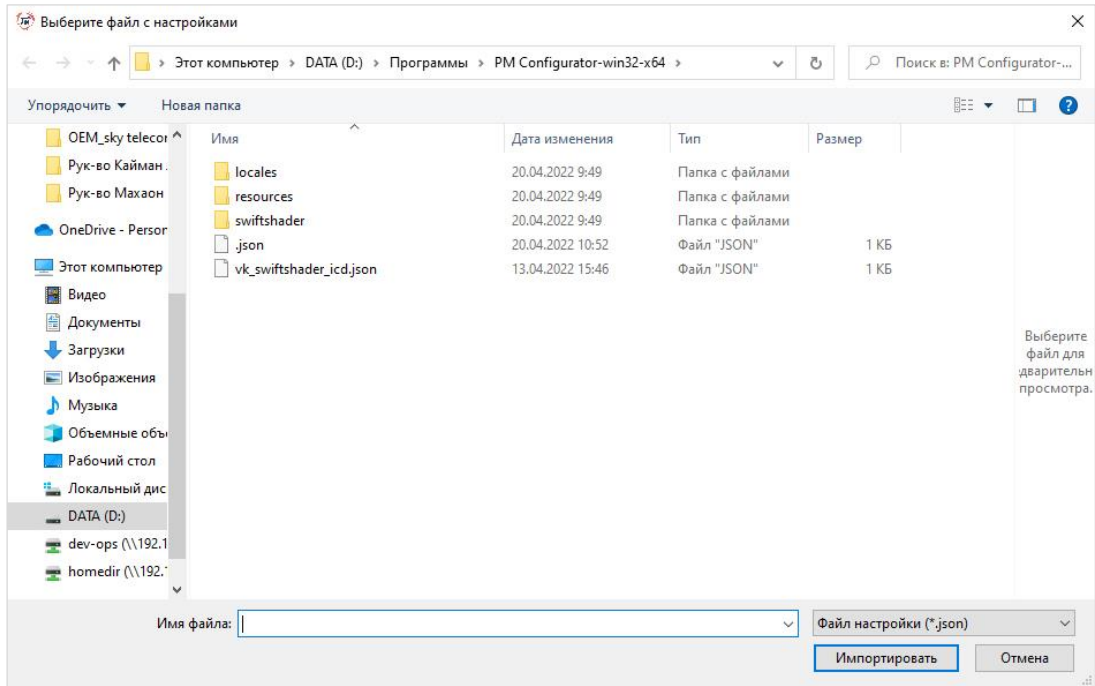 Выберите файл с настройками
Этот компьютер › DATA (D:) › Программы › PM Configurator-win32-x64 ›
Поиск в: PM Configurator-...
Упорядочить Новая папка
Имя Дата изменения Тип Размер
OEM_sky telecor
Рук-во Кайман
Рук-во Махаон
OneDrive - Person
Этот компьютер
Видео
Документы
Загрузки
Изображения
Музыка
Объемные объ
Рабочий стол
Локальный дис
DATA (D:)
dev-ops (\\192.1
homedir (\\192.1
locales 20.04.2022 9:49 Папка с файлами
resources 20.04.2022 9:49 Папка с файлами
swiftshader 20.04.2022 9:49 Папка с файлами
.json 20.04.2022 10:52 Файл "JSON" 1 КБ
vk_swiftshader_icd.json 13.04.2022 15:46 Файл "JSON" 1 КБ
Выберите
файл для
дварительн
просмотра.
Имя файла: Файл настройки (*.json)
Импортировать Отмена